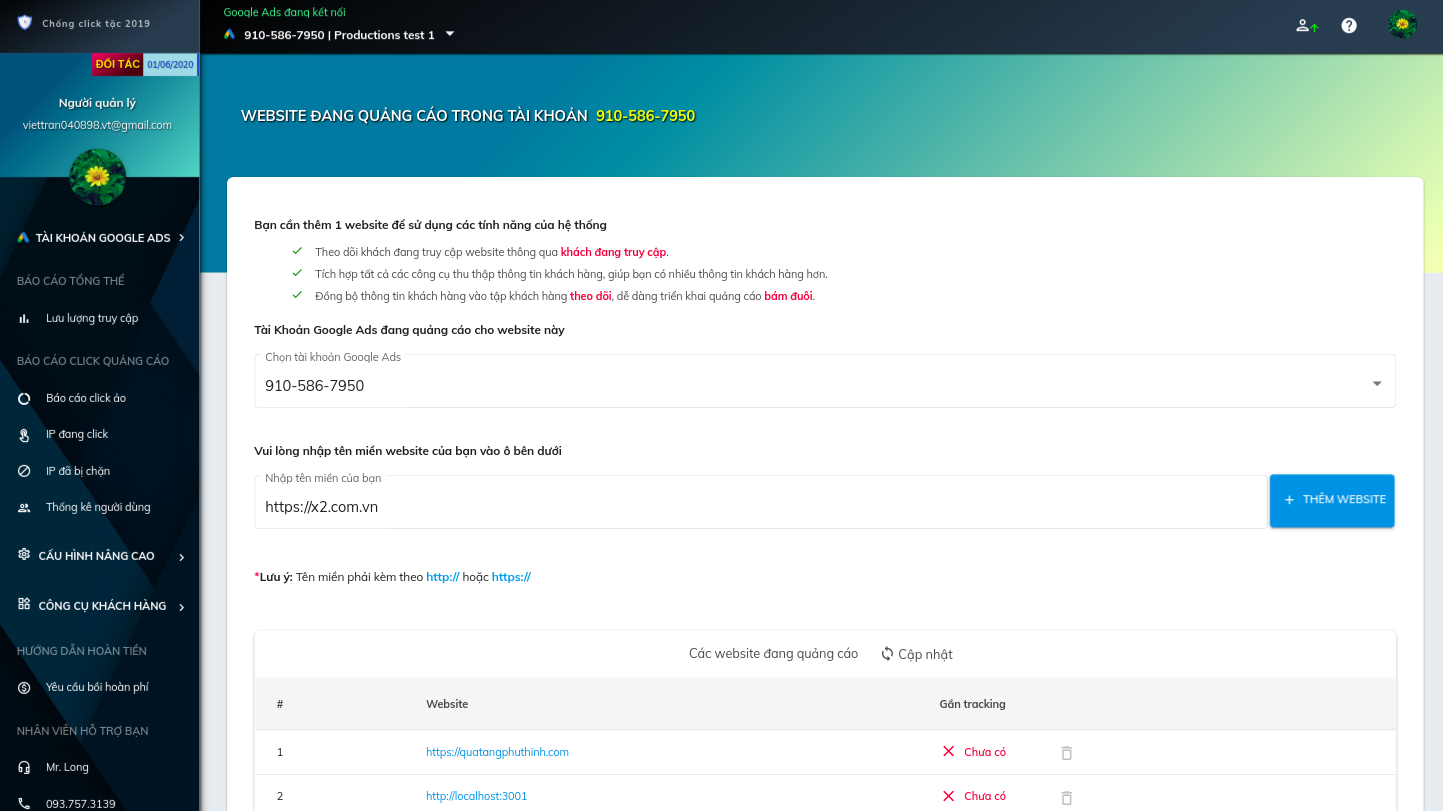 Chống click tặc 2019
Google Ads đang kết nối
910-586-7950 | Productions test 1
ĐỐI TÁC 01/06/2020
Người quản lý
viettran040898.vt@gmail.com
TÀI KHOẢN GOOGLE ADS
BÁO CÁO TỔNG THỂ
Lưu lượng truy cập
BÁO CÁO CLICK QUẢNG CÁO
Báo cáo click ảo
IP đang click
IP đã bị chặn
Thống kê người dùng
CẤU HÌNH NÂNG CAO
CÔNG CỤ KHÁCH HÀNG
HƯỚNG DẪN HOÀN TIỀN
Yêu cầu bồi hoàn phí
NHÂN VIÊN HỖ TRỢ BẠN
Mr. Long
093.757.3139
WEBSITE ĐANG QUẢNG CÁO TRONG TÀI KHOẢN 910-586-7950
Bạn cần thêm 1 website để sử dụng các tính năng của hệ thống
Theo dõi khách đang truy cập website thông qua khách đang truy cập.
Tích hợp tất cả các công cụ thu thập thông tin khách hàng, giúp bạn có nhiều thông tin khách hàng hơn.
Đồng bộ thông tin khách hàng vào tập khách hàng theo dõi, dễ dàng triển khai quảng cáo bám đuôi.
Tài Khoản Google Ads đang quảng cáo cho website này
Chọn tài khoản Google Ads
910-586-7950
Vui lòng nhập tên miền website của bạn vào ô bên dưới
Nhập tên miền của bạn
https://x2.com.vn
+ THÊM WEBSITE
*Lưu ý: Tên miền phải kèm theo http:// hoặc https://
Các website đang quảng cáo Cập nhật
# Website Gắn tracking
1 https://quatangphuthinh.com Chưa có
2 http://localhost:3001 Chưa có